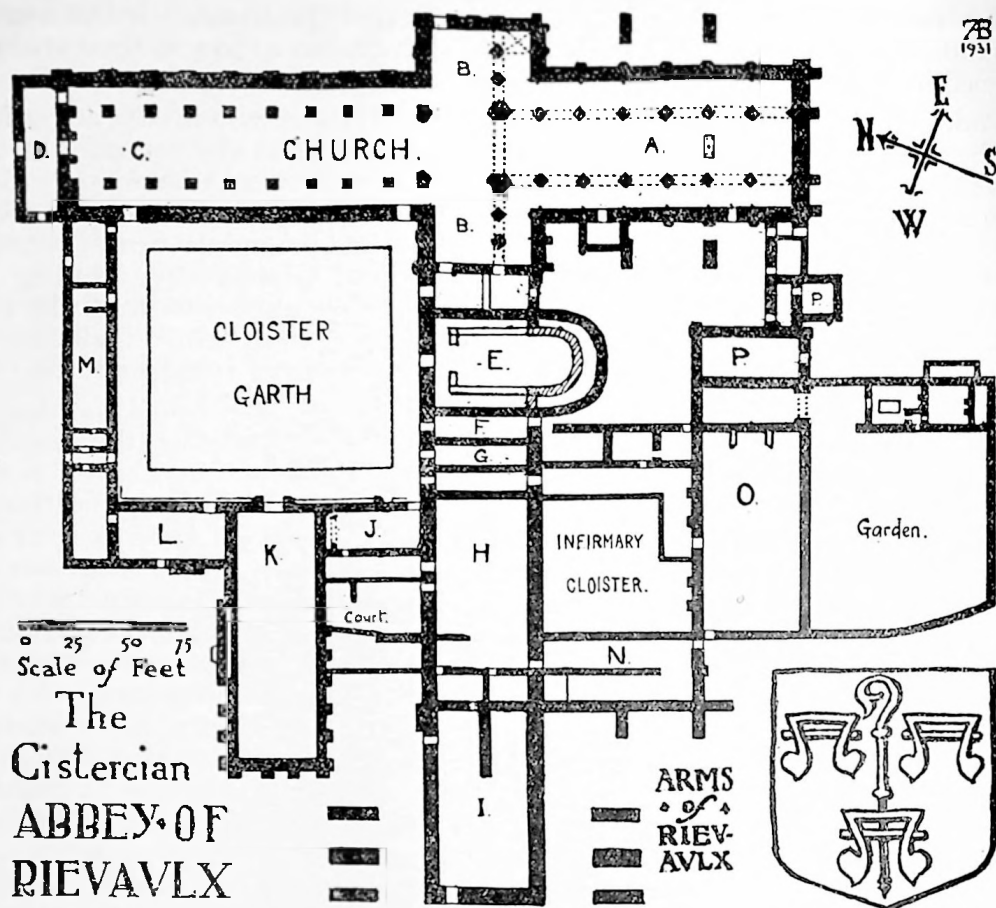 7AB
1931
B.
D.
C.
CHURCH.
A.
N
E
S
W
B.
CLOISTER
GARTH
M.
E.
P.
P.
F.
G.
L.
K
J.
H
INFIRMARY
CLOISTER.
O.
Garden.
Court.
N.
I.
0 25 50 75
Scale of Feet
The
Cistercian
ABBEY·OF
RIEVAVLX
ARMS
of
RIEV-
AVLX